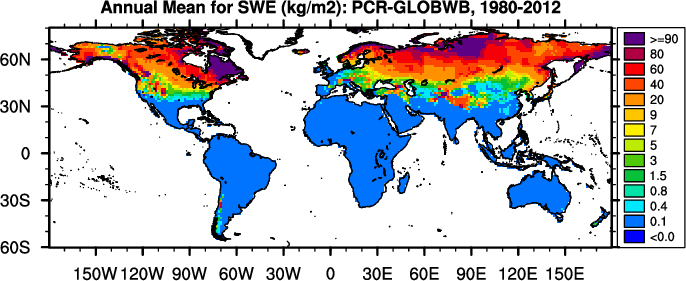 Annual Mean for SWE (kg/m2): PCR-GLOBWB, 1980-2012
60N
30N
0
30S
60S
150W 120W 90W 60W 30W 0 30E 60E 90E 120E 150E
>=90
80
60
40
20
9
7
5
3
1.5
0.8
0.4
0.1
<0.0